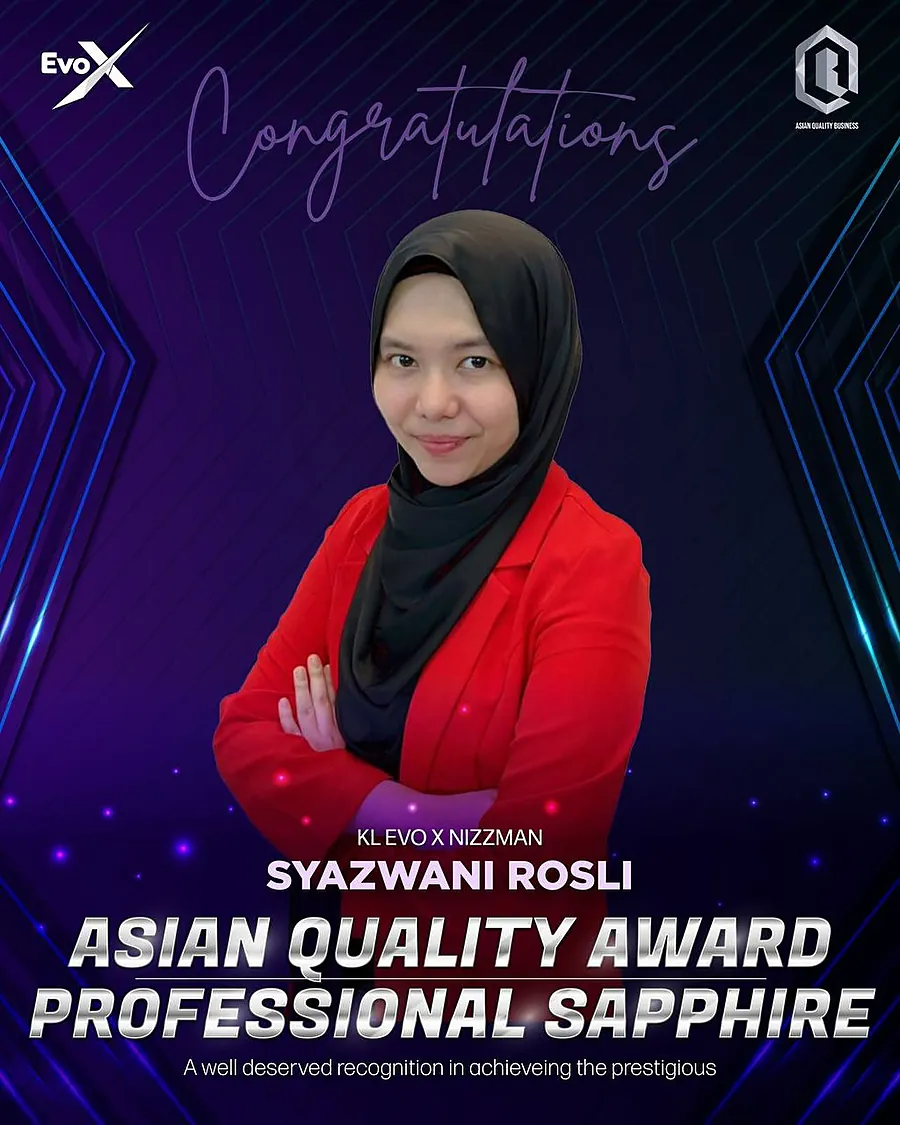 EvoX
ASIAN QUALITY BUSINESS
Congratulations
KL EVO X NIZZMAN
SYAZWANI ROSLI
ASIAN QUALITY AWARD
PROFESSIONAL SAPPHIRE
A well deserved recognition in achieveing the prestigious